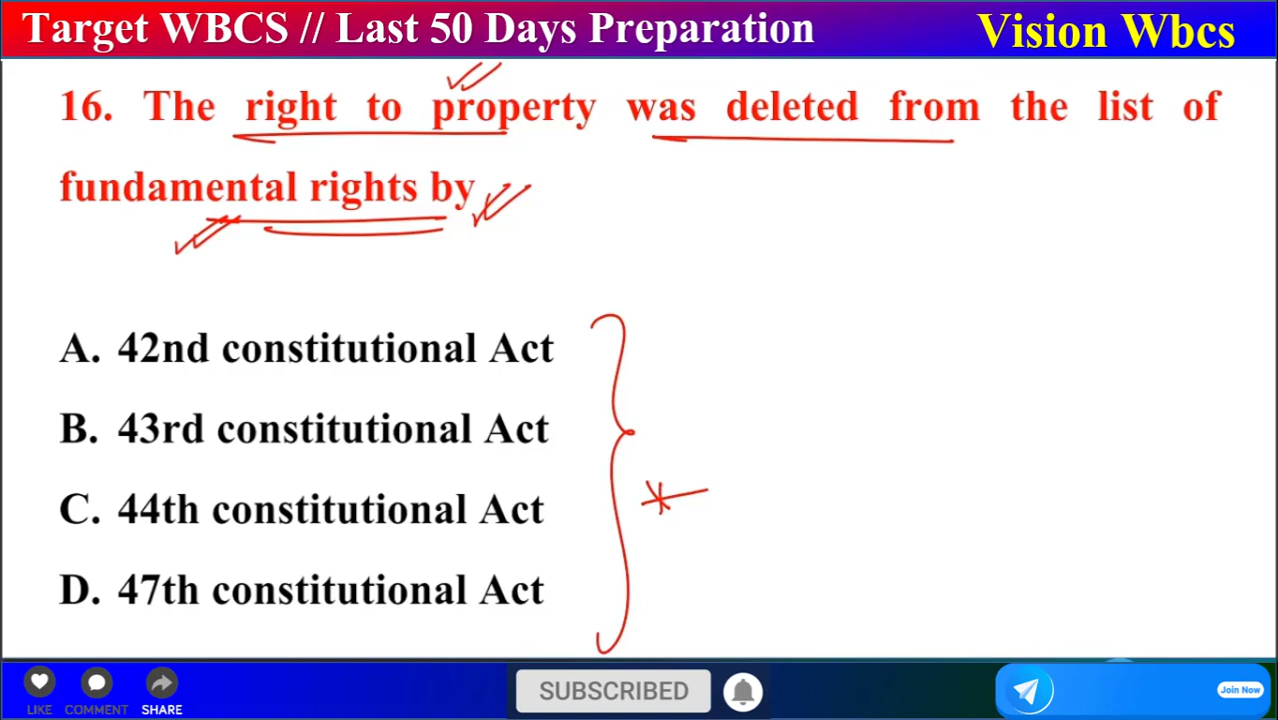 Target WBCS // Last 50 Days Preparation
Vision Wbcs
16. The right to property was deleted from the list of
fundamental rights by
A. 42nd constitutional Act
B. 43rd constitutional Act
C. 44th constitutional Act
D. 47th constitutional Act
LIKE COMMENT SHARE
SUBSCRIBED
Join Now